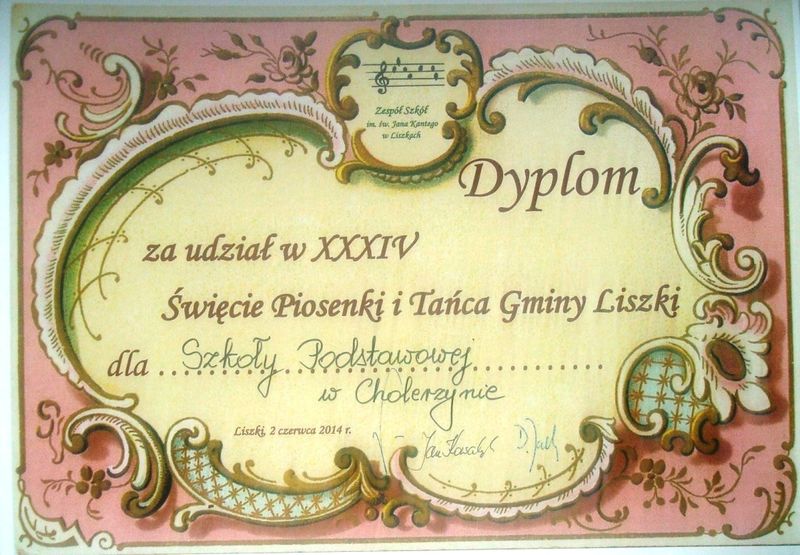 Zespół Szkół
im. św. Jana Kantego
w Liszkach
Dyplom
za udział w XXXIV
Święcie Piosenki i Tańca Gminy Liszki
dla Szkoły Podstawowej
w Cholerzynie
Liszki, 2 czerwca 2014 r.